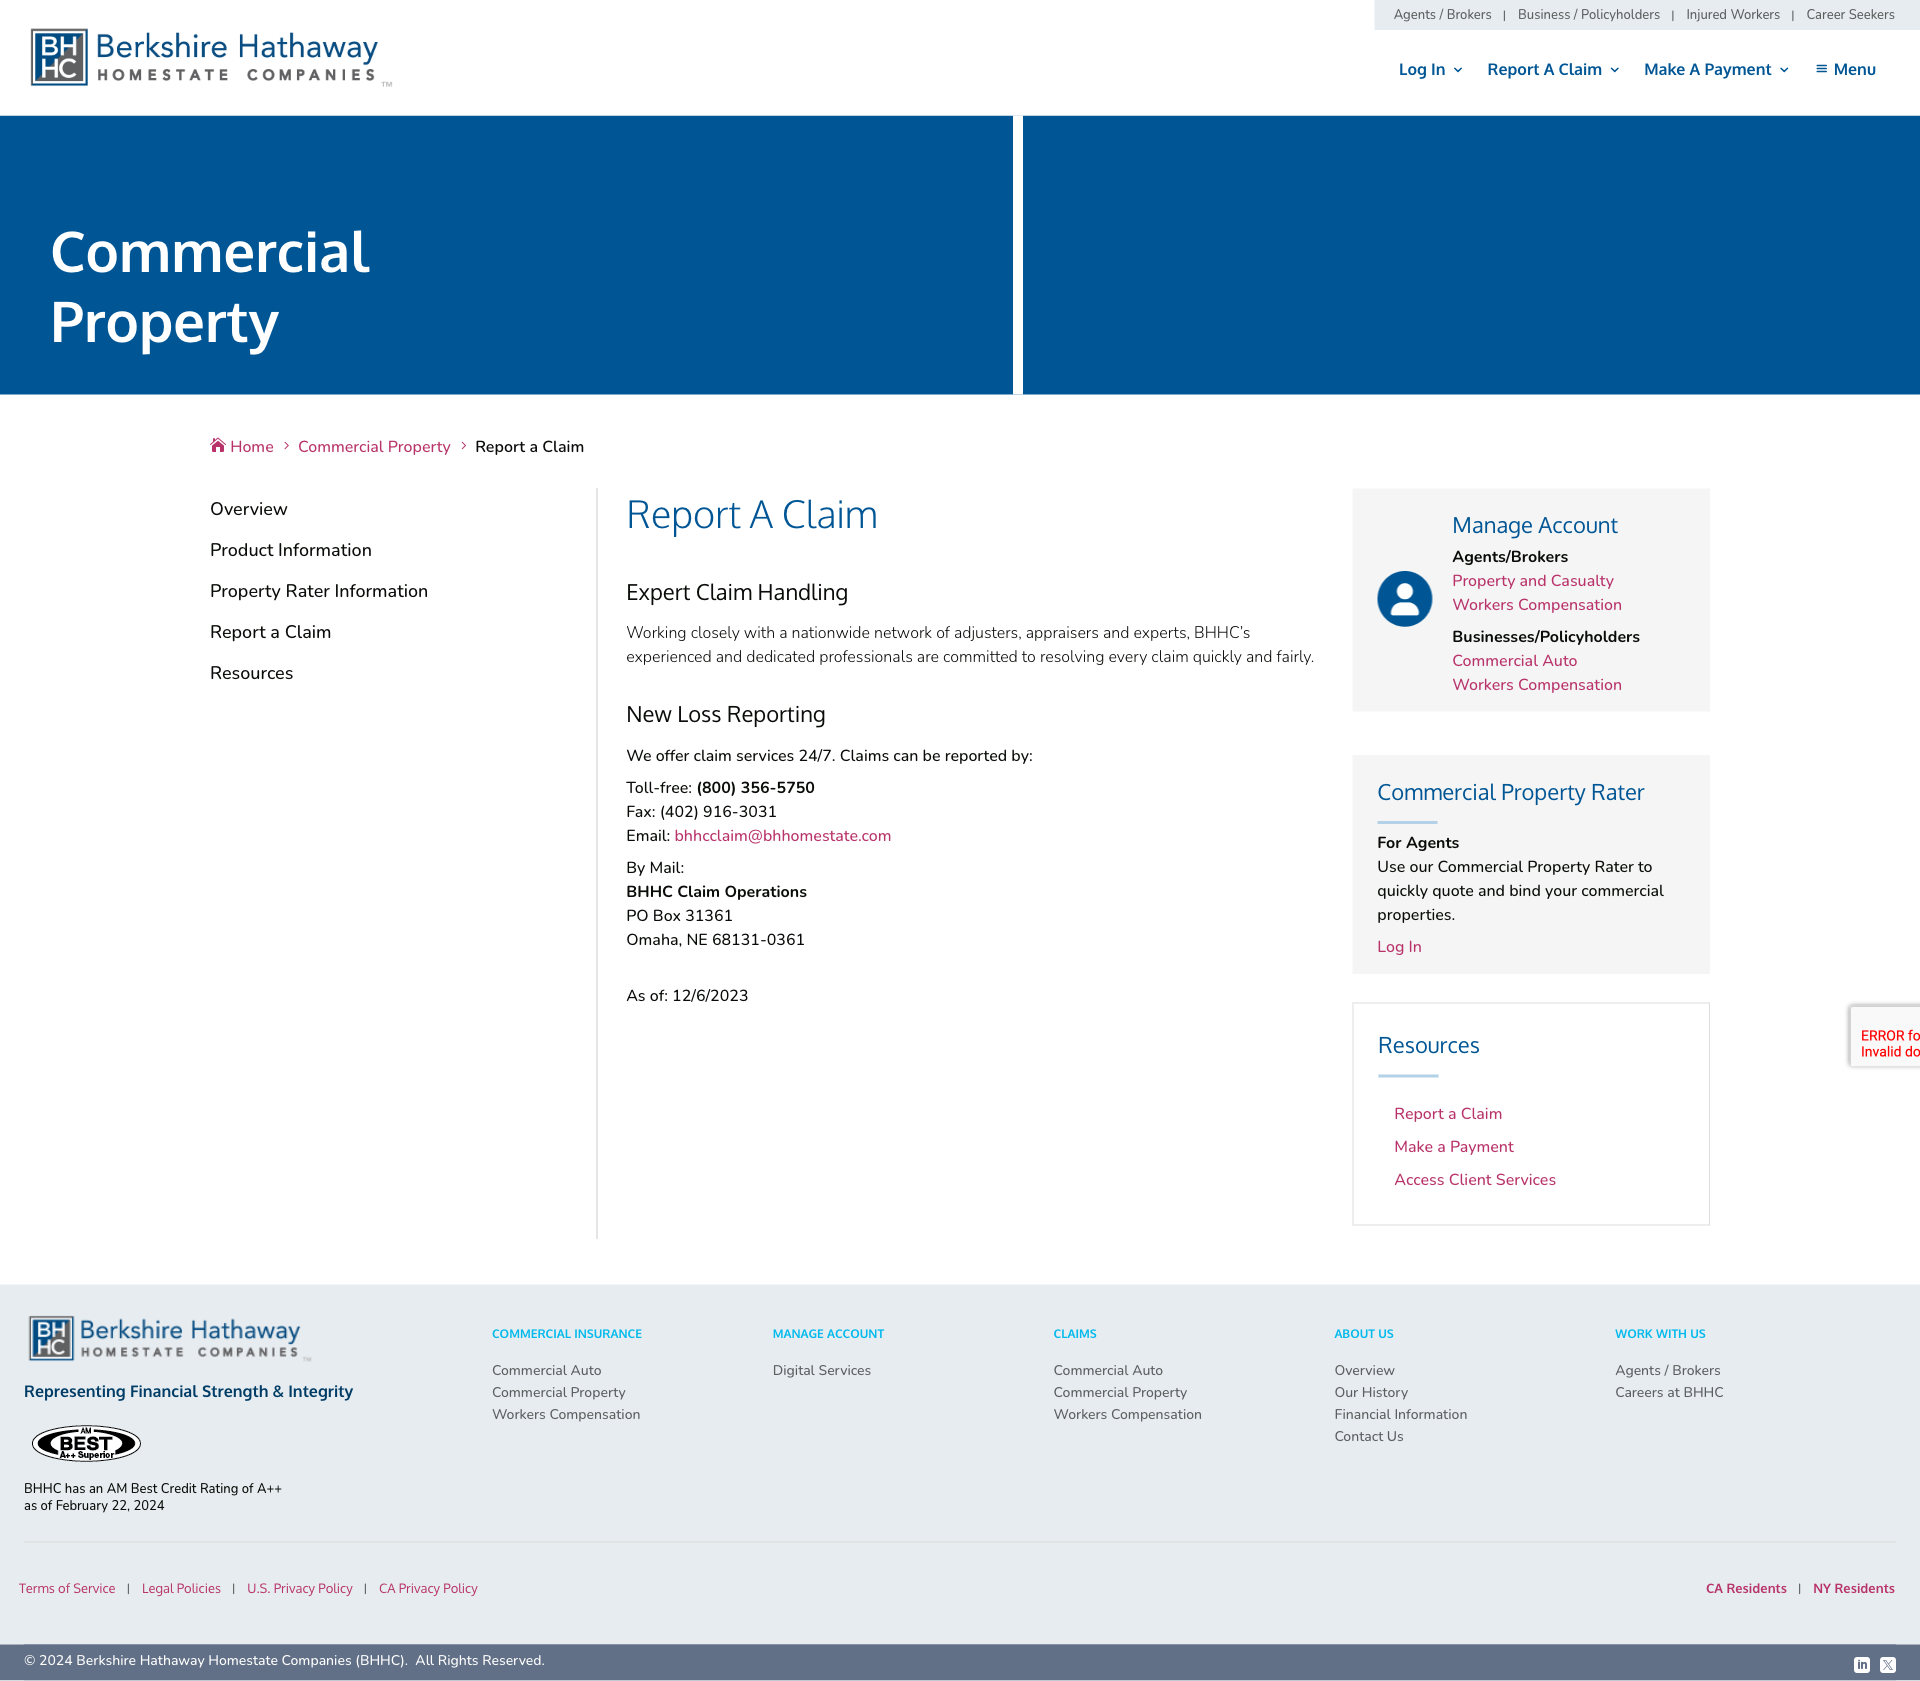 Agents / Brokers | Business / Policyholders | Injured Workers | Career Seekers
BH HC Berkshire Hathaway
HOMESTATE COMPANIES TM
Log In Report A Claim Make A Payment Menu
Commercial
Property
Home Commercial Property Report a Claim
Overview
Product Information
Property Rater Information
Report a Claim
Resources
Report A Claim
Expert Claim Handling
Working closely with a nationwide network of adjusters, appraisers and experts, BHHC's
experienced and dedicated professionals are committed to resolving every claim quickly and fairly.
New Loss Reporting
We offer claim services 24/7. Claims can be reported by:
Toll-free: (800) 356-5750
Fax: (402) 916-3031
Email: bhhcclaim@bhhomestate.com
By Mail:
BHHC Claim Operations
PO Box 31361
Omaha, NE 68131-0361
As of: 12/6/2023
Manage Account
Agents/Brokers
Property and Casualty
Workers Compensation
Businesses/Policyholders
Commercial Auto
Workers Compensation
Commercial Property Rater
For Agents
Use our Commercial Property Rater to
quickly quote and bind your commercial
properties.
Log In
Resources
Report a Claim
Make a Payment
Access Client Services
ERROR fo
Invalid do
BH HC Berkshire Hathaway
HOMESTATE COMPANIES TM
Representing Financial Strength & Integrity
AM
BEST
A++ Superior
BHHC has an AM Best Credit Rating of A++
as of February 22, 2024
COMMERCIAL INSURANCE
Commercial Auto
Commercial Property
Workers Compensation
MANAGE ACCOUNT
Digital Services
CLAIMS
Commercial Auto
Commercial Property
Workers Compensation
ABOUT US
Overview
Our History
Financial Information
Contact Us
WORK WITH US
Agents / Brokers
Careers at BHHC
Terms of Service | Legal Policies | U.S. Privacy Policy | CA Privacy Policy
CA Residents | NY Residents
© 2024 Berkshire Hathaway Homestate Companies (BHHC). All Rights Reserved.
in X